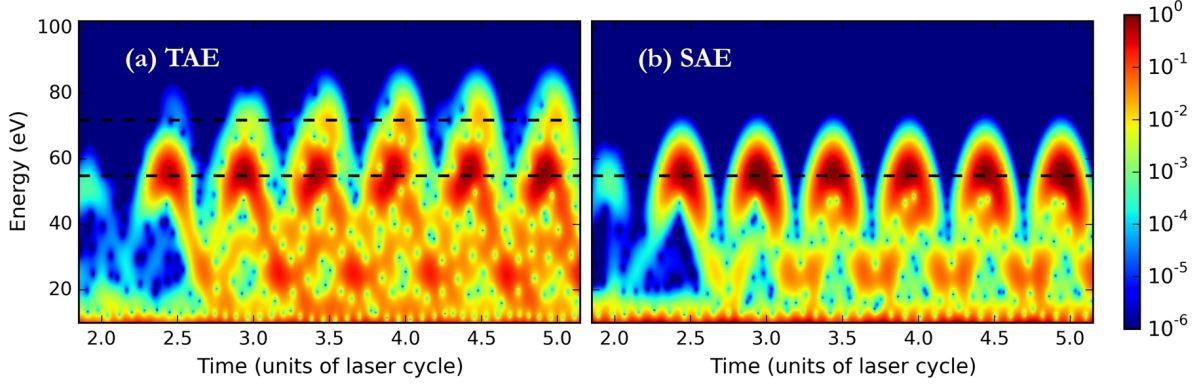 (a) TAE
(b) SAE
Energy (eV)
100
80
60
40
20
2.0 2.5 3.0 3.5 4.0 4.5 5.0
2.0 2.5 3.0 3.5 4.0 4.5 5.0
Time (units of laser cycle)
Time (units of laser cycle)
10⁰
10⁻¹
10⁻²
10⁻³
10⁻⁴
10⁻⁵
10⁻⁶